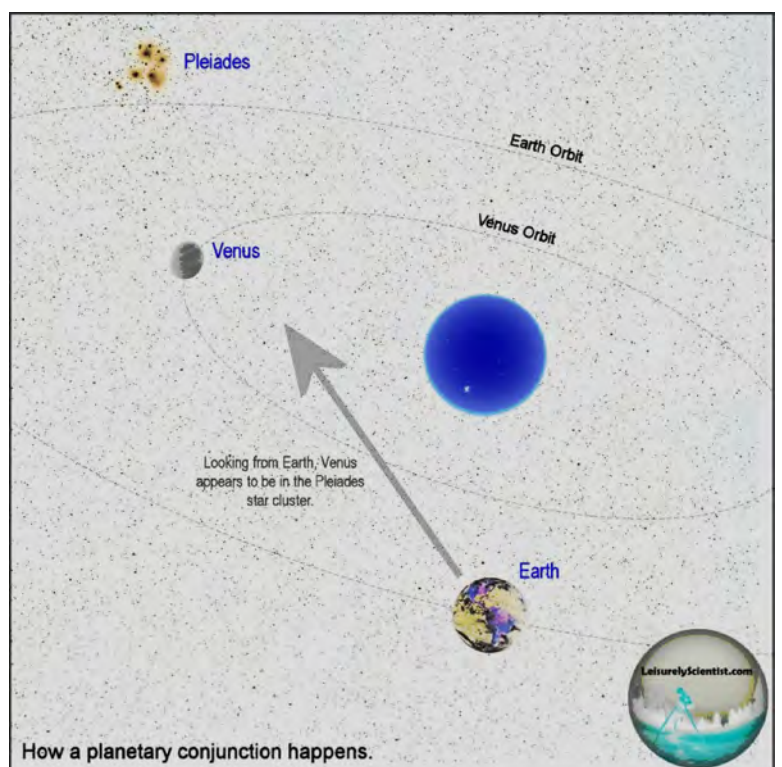 Pleiades
Earth Orbit
Venus Orbit
Venus
Looking from Earth, Venus
appears to be in the Pleiades
star cluster.
Earth
LeisurelyScientist.com
How a planetary conjunction happens.